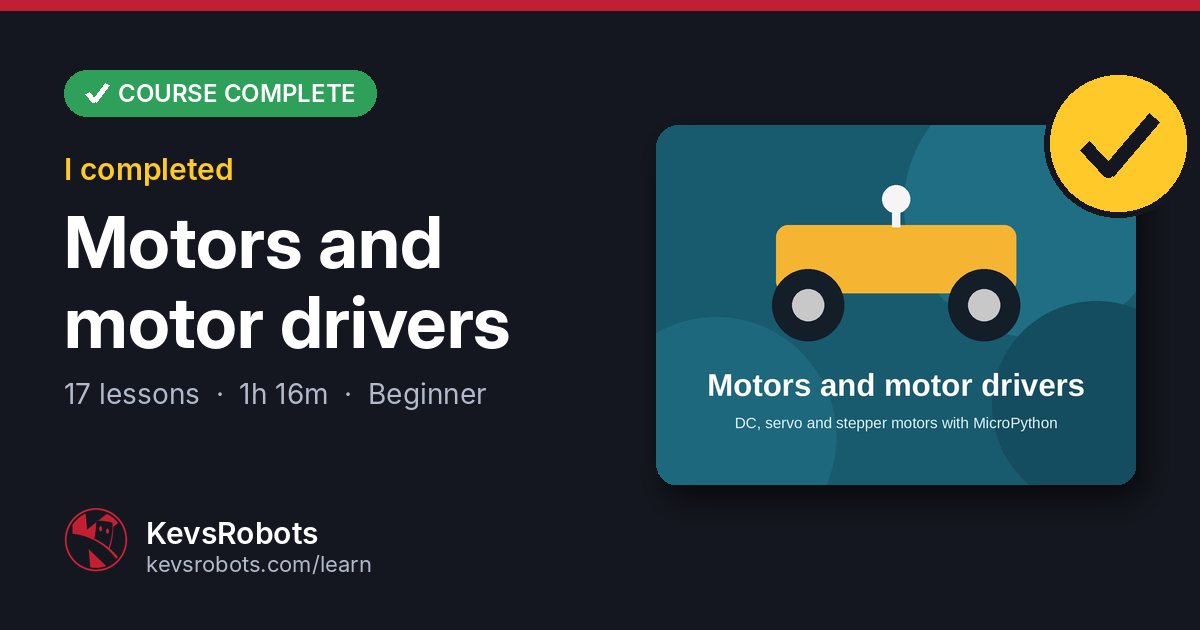 COURSE COMPLETE
I completed
Motors and
motor drivers
17 lessons · 1h 16m · Beginner
KevsRobots
kevsrobots.com/learn
Motors and motor drivers
DC, servo and stepper motors with MicroPython